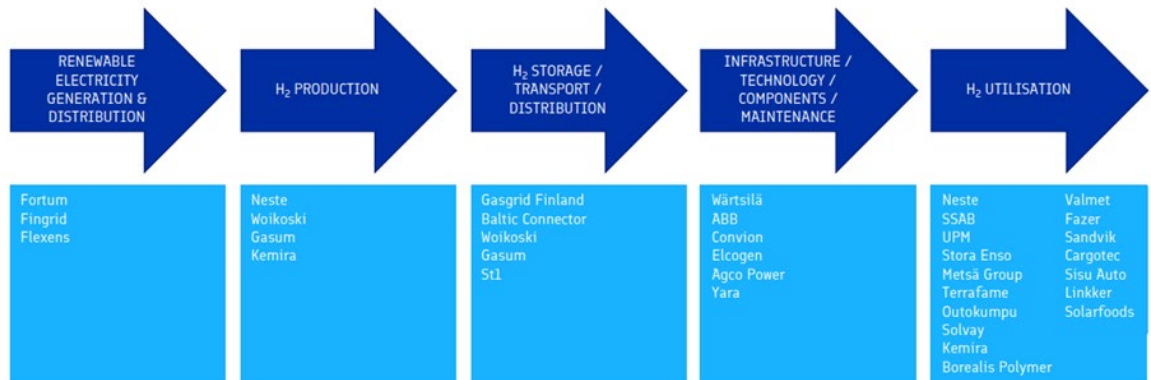 RENEWABLE
ELECTRICITY
GENERATION &
DISTRIBUTION
H₂ PRODUCTION
H₂ STORAGE /
TRANSPORT /
DISTRIBUTION
INFRASTRUCTURE /
TECHNOLOGY /
COMPONENTS /
MAINTENANCE
H₂ UTILISATION
Fortum
Fingrid
Flexens
Neste
Woikoski
Gasum
Kemira
Gasgrid Finland
Baltic Connector
Woikoski
Gasum
St1
Wärtsilä
ABB
Convion
Elcogen
Agco Power
Yara
Neste
SSAB
UPM
Stora Enso
Metsä Group
Terrafame
Outokumpu
Solvay
Kemira
Borealis Polymer
Valmet
Fazer
Sandvik
Cargotec
Sisu Auto
Linkker
Solarfoods